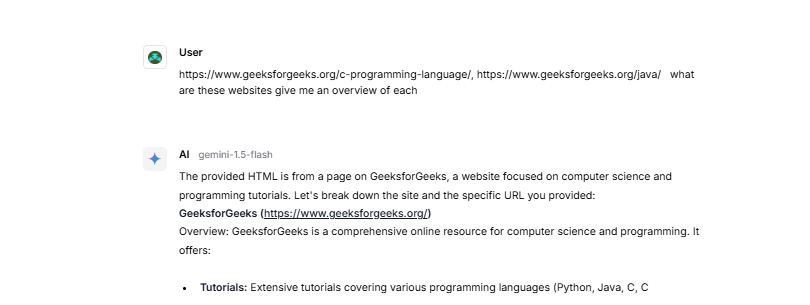 User
https://www.geeksforgeeks.org/c-programming-language/, https://www.geeksforgeeks.org/java/ what
are these websites give me an overview of each
AI gemini-1.5-flash
The provided HTML is from a page on GeeksforGeeks, a website focused on computer science and
programming tutorials. Let's break down the site and the specific URL you provided:
GeeksforGeeks (https://www.geeksforgeeks.org/)
Overview: GeeksforGeeks is a comprehensive online resource for computer science and programming. It
offers:
• Tutorials: Extensive tutorials covering various programming languages (Python, Java, C, C